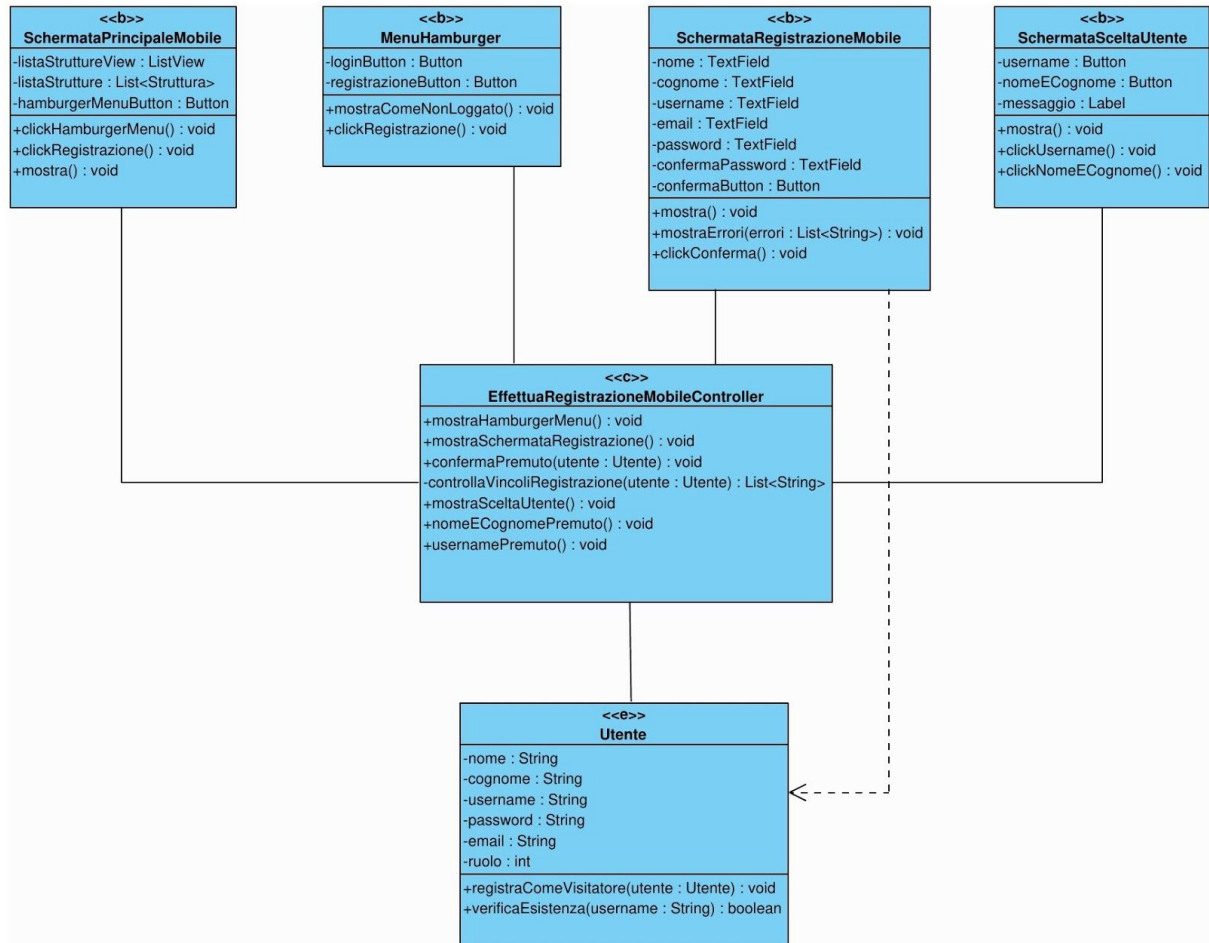 <<b>>
SchermataPrincipaleMobile
-listaStruttureView : ListView
-listaStrutture : List<Struttura>
-hamburgerMenuButton : Button
+clickHamburgerMenu() : void
+clickRegistrazione() : void
+mostra() : void
<<b>>
MenuHamburger
-loginButton : Button
-registrazioneButton : Button
+mostraComeNonLoggato() : void
+clickRegistrazione() : void
<<b>>
SchermataRegistrazioneMobile
-nome : TextField
-cognome : TextField
-username : TextField
-email : TextField
-password : TextField
-confermaPassword : TextField
-confermaButton : Button
+mostra() : void
+mostraErrori(errori : List<String>) : void
+clickConferma() : void
<<b>>
SchermataSceltaUtente
-username : Button
-nomeECognome : Button
-messaggio : Label
+mostra() : void
+clickUsername() : void
+clickNomeECognome() : void
<<c>>
EffettuaRegistrazioneMobileController
+mostraHamburgerMenu() : void
+mostraSchermataRegistrazione() : void
+confermaPremuto(utente : Utente) : void
-controllaVincoliRegistrazione(utente : Utente) : List<String>
+mostraSceltaUtente() : void
+nomeECognomePremuto() : void
+usernamePremuto() : void
<<e>>
Utente
-nome : String
-cognome : String
-username : String
-password : String
-email : String
-ruolo : int
+registraComeVisitatore(utente : Utente) : void
+verificaEsistenza(username : String) : boolean